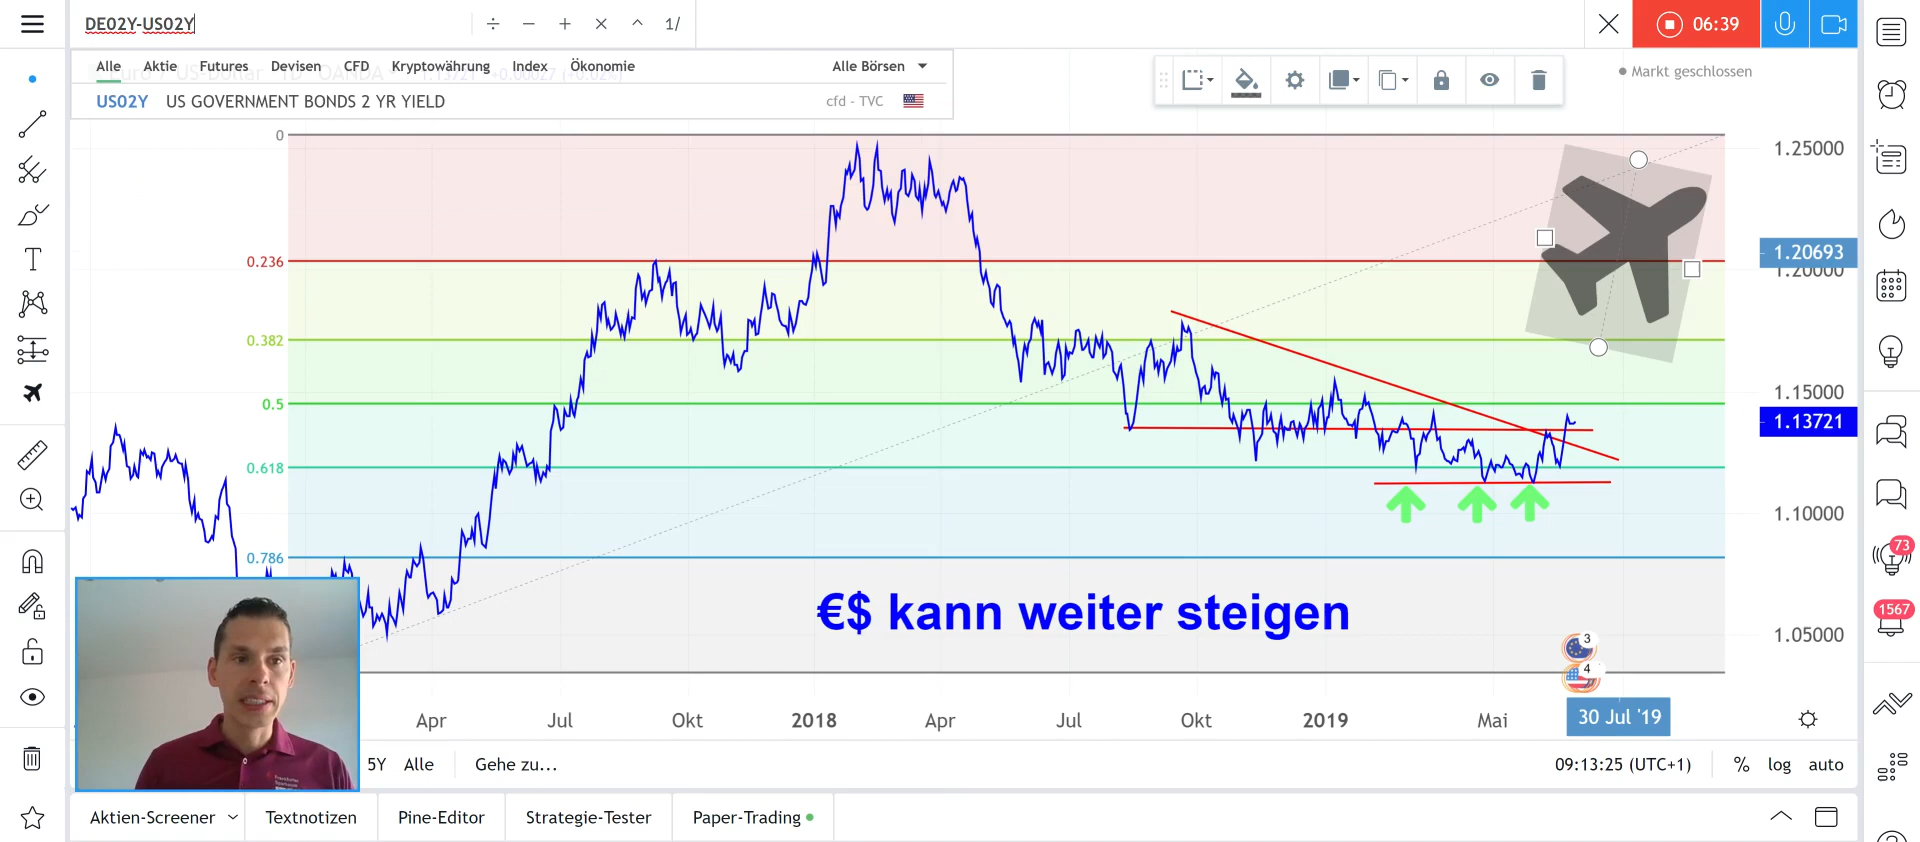 DE02Y-US02Y
÷ − + × ^ 1/
06:39
Alle Aktie Futures Devisen CFD Kryptowährung Index Ökonomie Alle Börsen
US02Y US GOVERNMENT BONDS 2 YR YIELD cfd - TVC
Markt geschlossen
0
0.236
0.382
0.5
0.618
0.786
1.25000
1.20693
1.20000
1.15000
1.13721
1.10000
1.05000
€$ kann weiter steigen
3
4
73
1567
Apr Jul Okt 2018 Apr Jul Okt 2019 Mai 30 Jul '19
5Y Alle Gehe zu... 09:13:25 (UTC+1) % log auto
Aktien-Screener Textnotizen Pine-Editor Strategie-Tester Paper-Trading